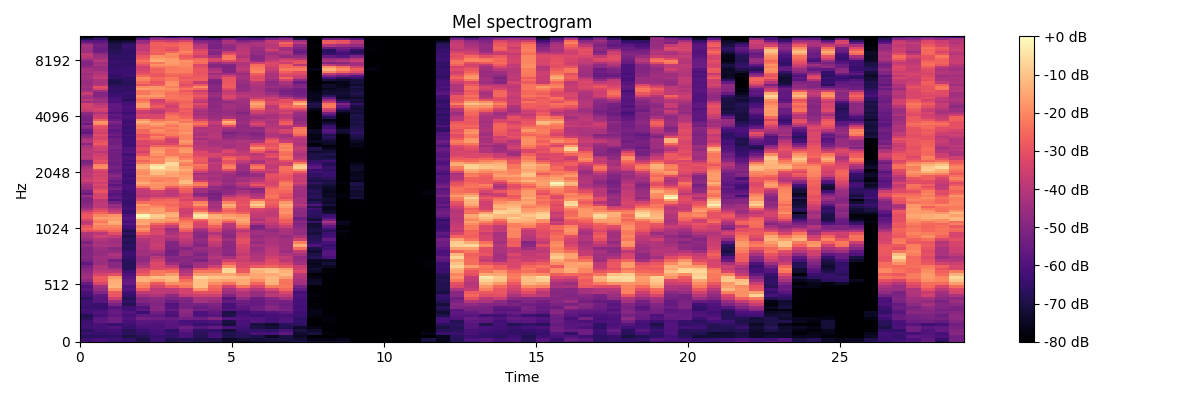 Mel spectrogram
+0 dB
8192
-10 dB
4096
-20 dB
-30 dB
Hz
2048
-40 dB
1024
-50 dB
512
-60 dB
-70 dB
0
-80 dB
0 5 10 15 20 25
Time